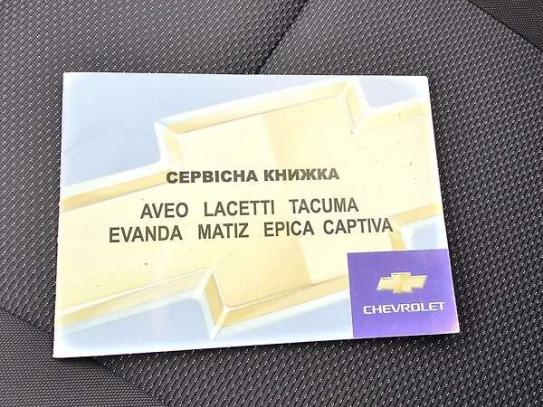 СЕРВІСНА КНИЖКА
AVEO LACETTI TACUMA
EVANDA MATIZ EPICA CAPTIVA
CHEVROLET